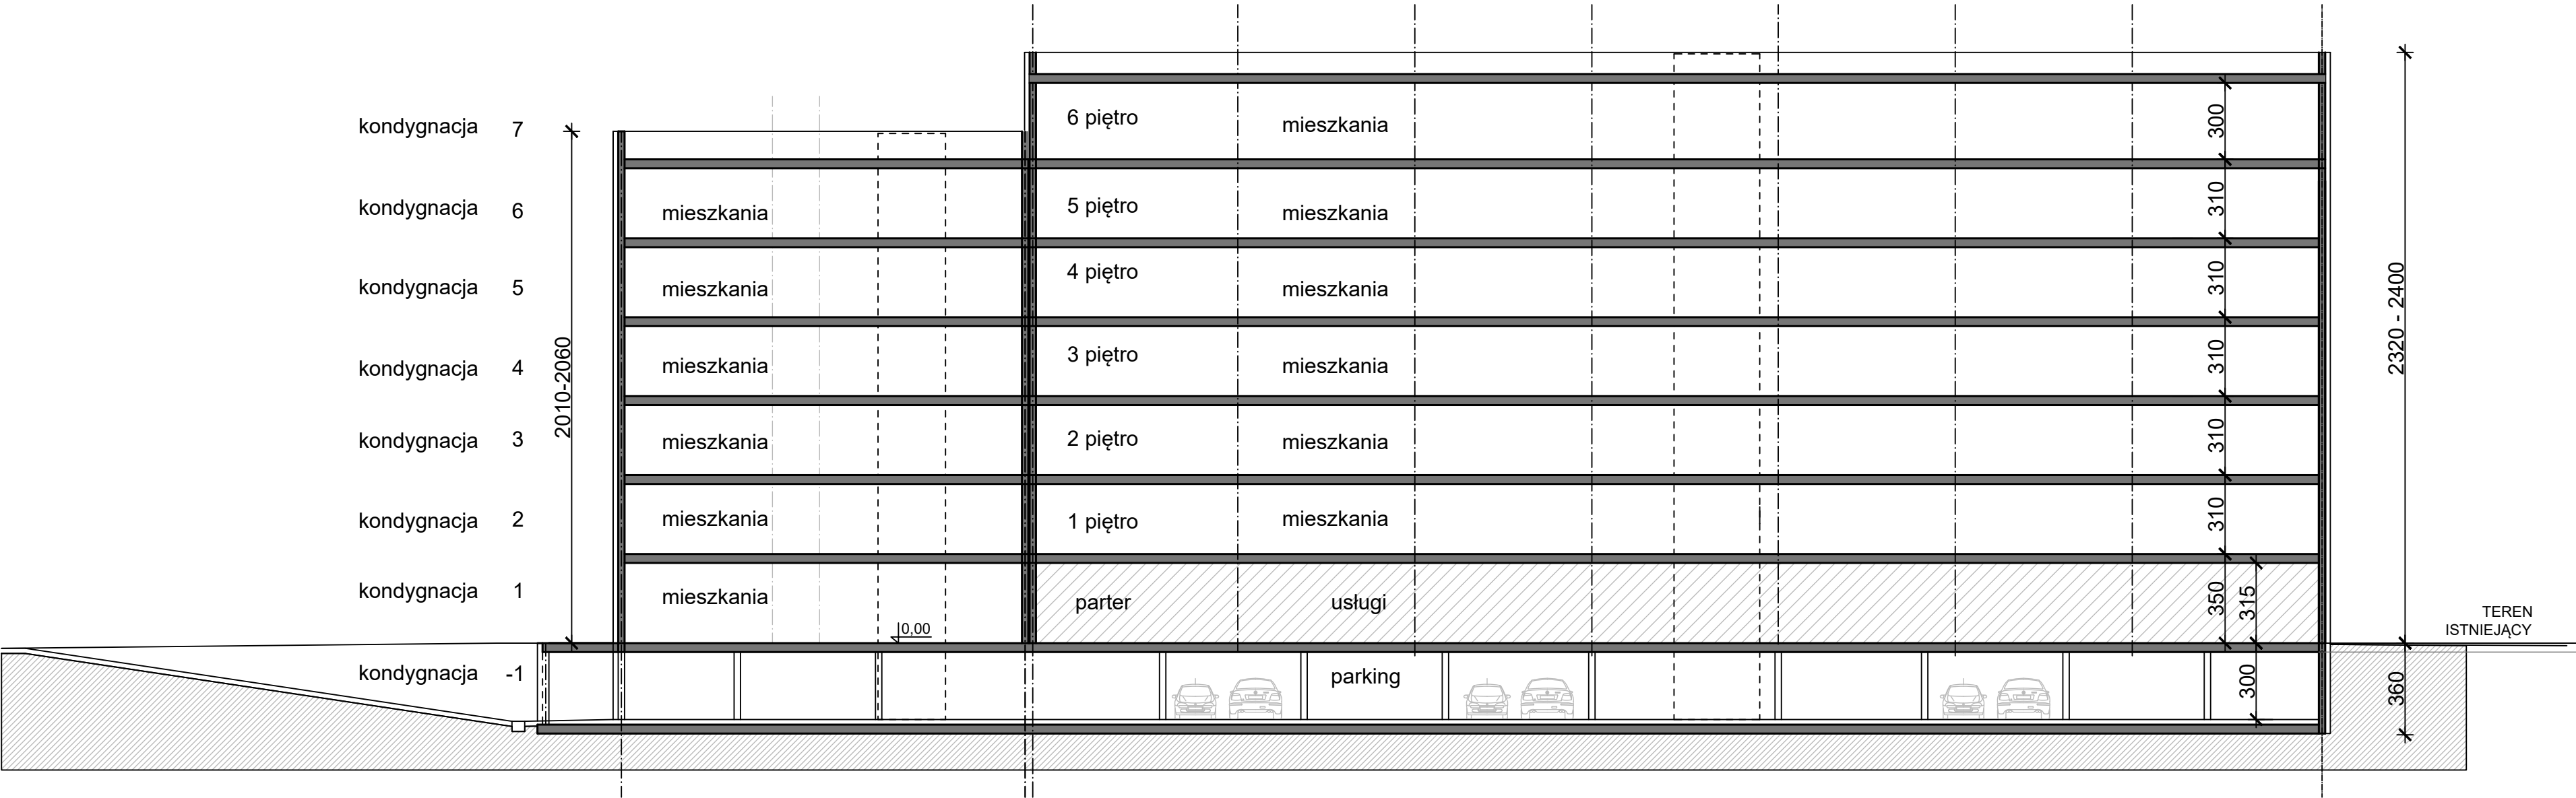 kondygnacja 7
6 piętro
mieszkania
300
kondygnacja 6
mieszkania
5 piętro
mieszkania
310
kondygnacja 5
mieszkania
4 piętro
mieszkania
310
2320 - 2400
kondygnacja 4
2010-2060
mieszkania
3 piętro
mieszkania
310
kondygnacja 3
mieszkania
2 piętro
mieszkania
310
kondygnacja 2
mieszkania
1 piętro
mieszkania
310
kondygnacja 1
mieszkania
parter
usługi
350
315
0,00
TEREN
ISTNIEJĄCY
kondygnacja -1
parking
300
360